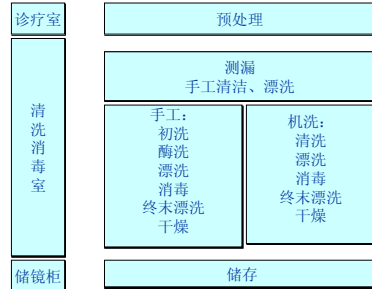 诊疗室
预处理
清
洗
消
毒
室
测漏
手工清洁、漂洗
手工：
初洗
酶洗
漂洗
消毒
终末漂洗
干燥
机洗：
清洗
漂洗
消毒
终末漂洗
干燥
储镜柜
储存